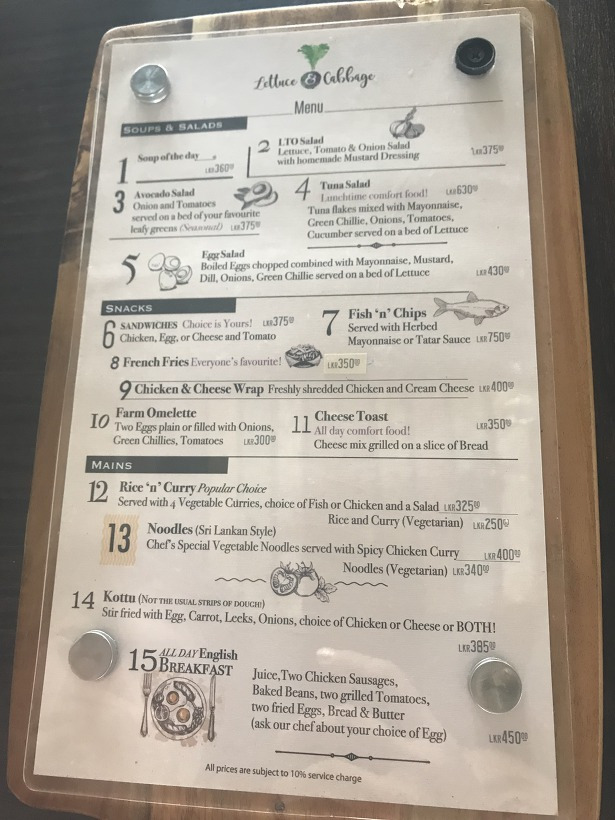 Lettuce & Cabbage
Menu
SOUPS & SALADS
1 Soup of the day
LKR360
2 LTO Salad
Lettuce, Tomato & Onion Salad
with homemade Mustard Dressing LKR375
3 Avocado Salad
Onion and Tomatoes
served on a bed of your favourite
leafy greens (Seasonal) LKR375
4 Tuna Salad
Lunchtime comfort food! LKR630
Tuna flakes mixed with Mayonnaise,
Green Chillie, Onions, Tomatoes,
Cucumber served on a bed of Lettuce
5 Egg Salad
Boiled Eggs chopped combined with Mayonnaise, Mustard,
Dill, Onions, Green Chillie served on a bed of Lettuce LKR430
SNACKS
6 SANDWICHES Choice is Yours! LKR375
Chicken, Egg, or Cheese and Tomato
7 Fish 'n' Chips
Served with Herbed
Mayonnaise or Tatar Sauce LKR750
8 French Fries Everyone's favourite! LKR350
9 Chicken & Cheese Wrap Freshly shredded Chicken and Cream Cheese LKR400
10 Farm Omelette
Two Eggs plain or filled with Onions,
Green Chillies, Tomatoes LKR300
11 Cheese Toast
All day comfort food! LKR350
Cheese mix grilled on a slice of Bread
MAINS
12 Rice 'n' Curry Popular Choice
Served with 4 Vegetable Curries, choice of Fish or Chicken and a Salad LKR325
Rice and Curry (Vegetarian) LKR250
13 Noodles (Sri Lankan Style)
Chef's Special Vegetable Noodles served with Spicy Chicken Curry LKR400
Noodles (Vegetarian) LKR340
14 Kottu (NOT THE USUAL STRIPS OF DOUGH!)
Stir fried with Egg, Carrot, Leeks, Onions, choice of Chicken or Cheese or BOTH!
LKR385
15 ALL DAY English
BREAKFAST
Juice,Two Chicken Sausages,
Baked Beans, two grilled Tomatoes,
two fried Eggs, Bread & Butter
(ask our chef about your choice of Egg) LKR450
All prices are subject to 10% service charge